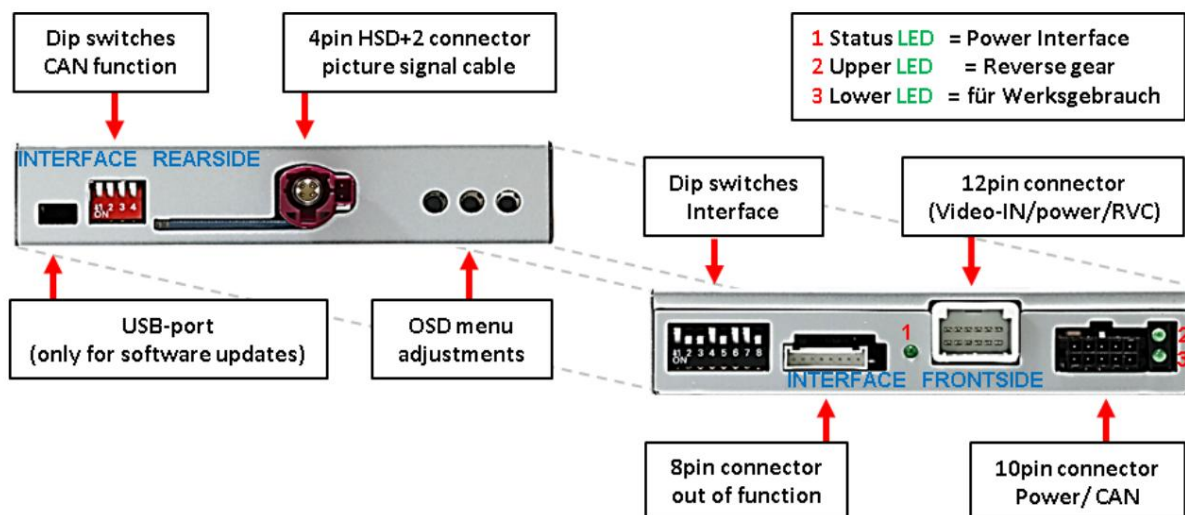 Dip switches
CAN function
4pin HSD+2 connector
picture signal cable
1 Status LED = Power Interface
2 Upper LED = Reverse gear
3 Lower LED = für Werksgebrauch
INTERFACE REARSIDE
ON
1 2 3 4
USB-port
(only for software updates)
OSD menu
adjustments
Dip switches
Interface
12pin connector
(Video-IN/power/RVC)
1
2
3
1 2 3 4 5 6 7 8
ON
INTERFACE FRONTSIDE
8pin connector
out of function
10pin connector
Power/ CAN